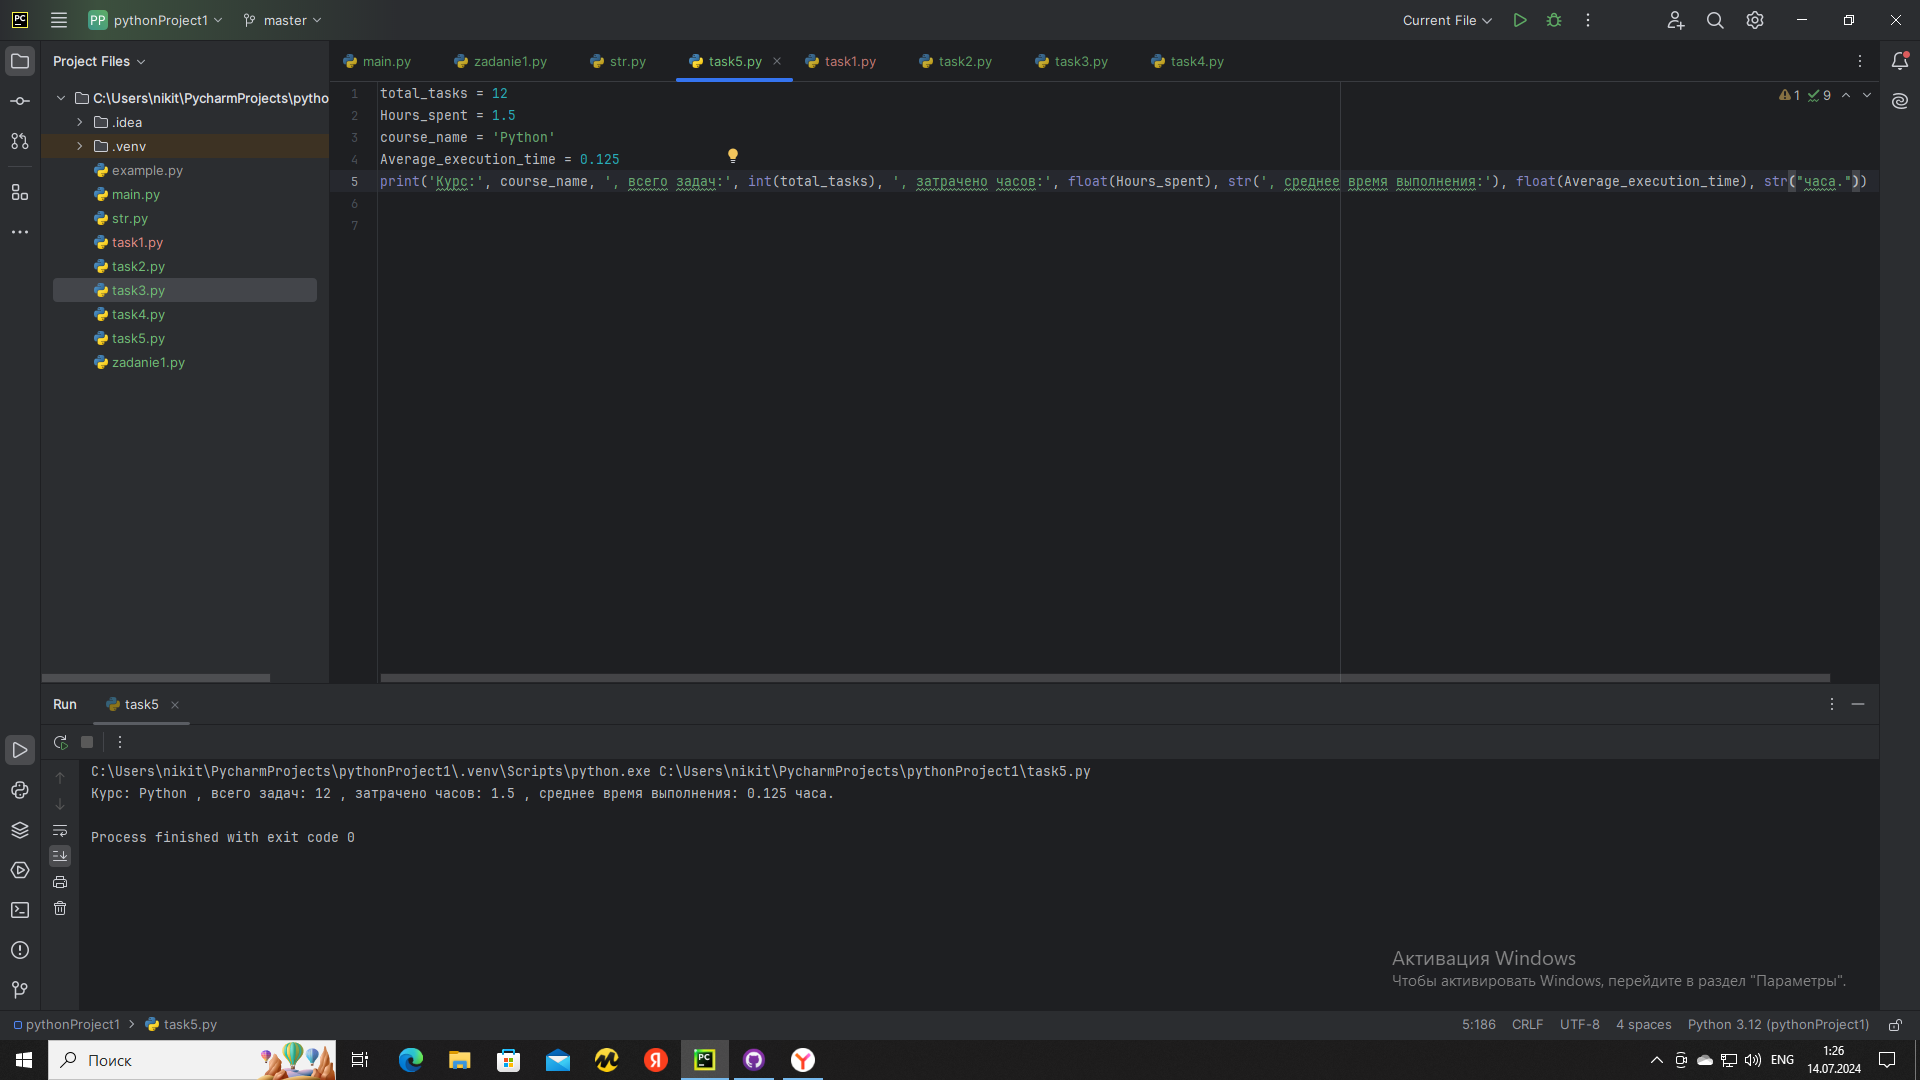 PC
PP pythonProject1 master Current File
Project Files
main.py zadanie1.py str.py task5.py task1.py task2.py task3.py task4.py
C:\Users\nikit\PycharmProjects\pytho
.idea
.venv
example.py
main.py
str.py
task1.py
task2.py
task3.py
task4.py
task5.py
zadanie1.py
1 9
1 total_tasks = 12
2 Hours_spent = 1.5
3 course_name = 'Python'
4 Average_execution_time = 0.125
5 print('Курс:', course_name, ', всего задач:', int(total_tasks), ', затрачено часов:', float(Hours_spent), str(', среднее время выполнения:'), float(Average_execution_time), str("часа."))
6
7
Run task5
C:\Users\nikit\PycharmProjects\pythonProject1\.venv\Scripts\python.exe C:\Users\nikit\PycharmProjects\pythonProject1\task5.py
Курс: Python , всего задач: 12 , затрачено часов: 1.5 , среднее время выполнения: 0.125 часа.
Process finished with exit code 0
Активация Windows
Чтобы активировать Windows, перейдите в раздел "Параметры".
pythonProject1 task5.py 5:186 CRLF UTF-8 4 spaces Python 3.12 (pythonProject1)
Поиск
Я
PC
ENG
1:26
14.07.2024